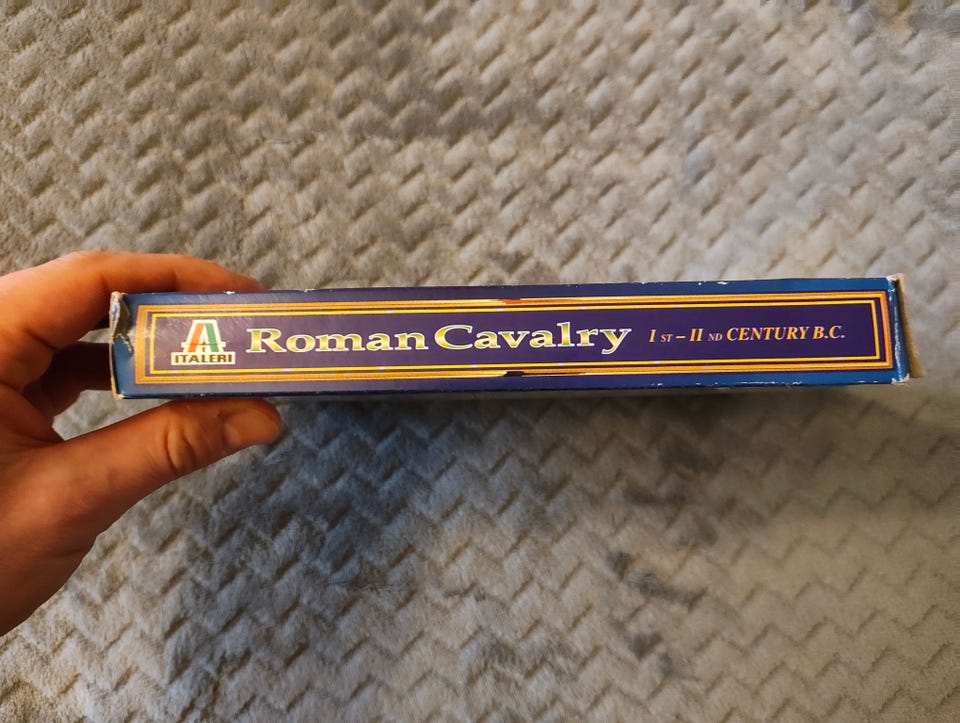 ITALERI
Roman Cavalry I ST – II ND CENTURY B.C.